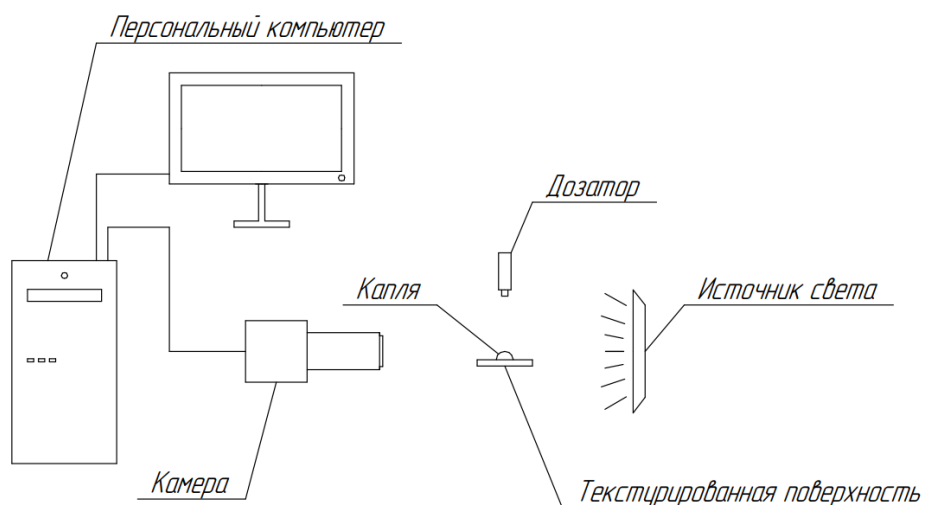 Персональный компьютер
Дозатор
Капля
Источник света
Камера
Текстурированная поверхность